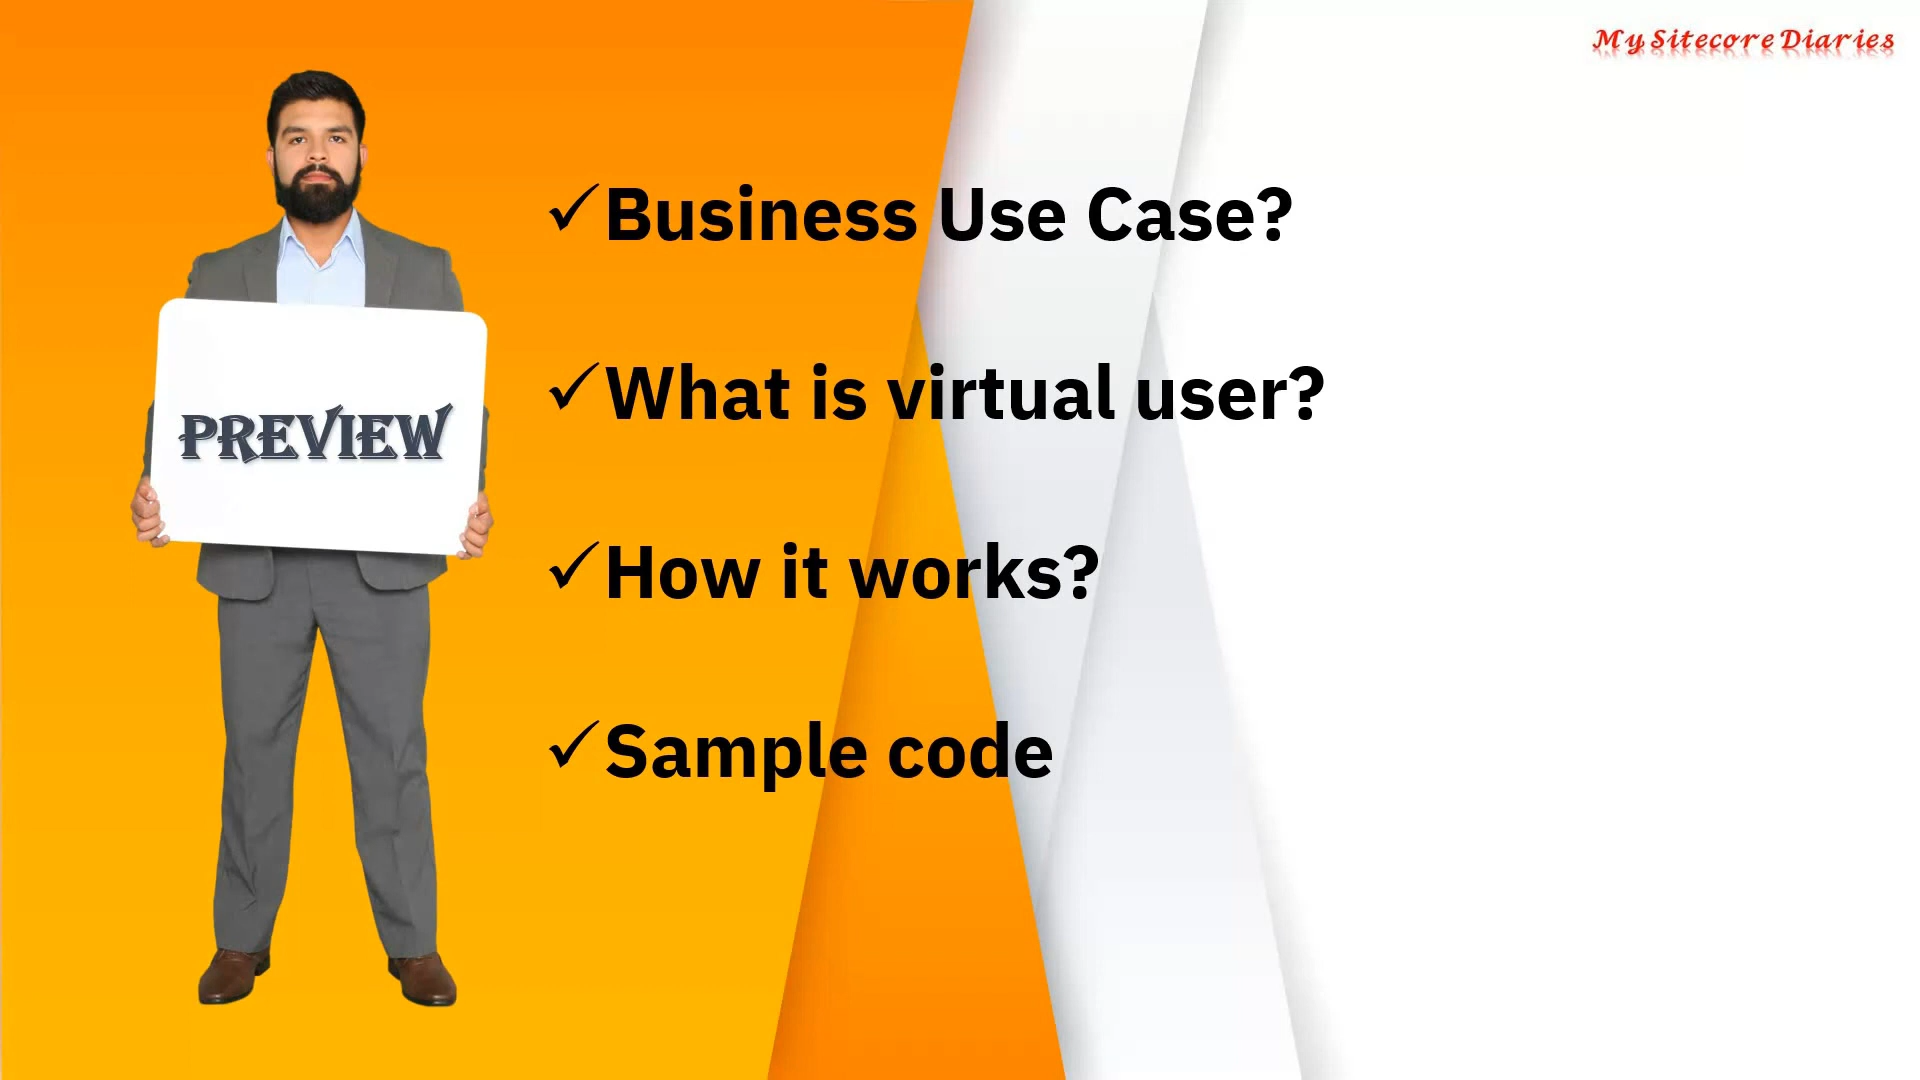 My Sitecore Diaries
✓Business Use Case?
✓What is virtual user?
PREVIEW
✓How it works?
✓Sample code